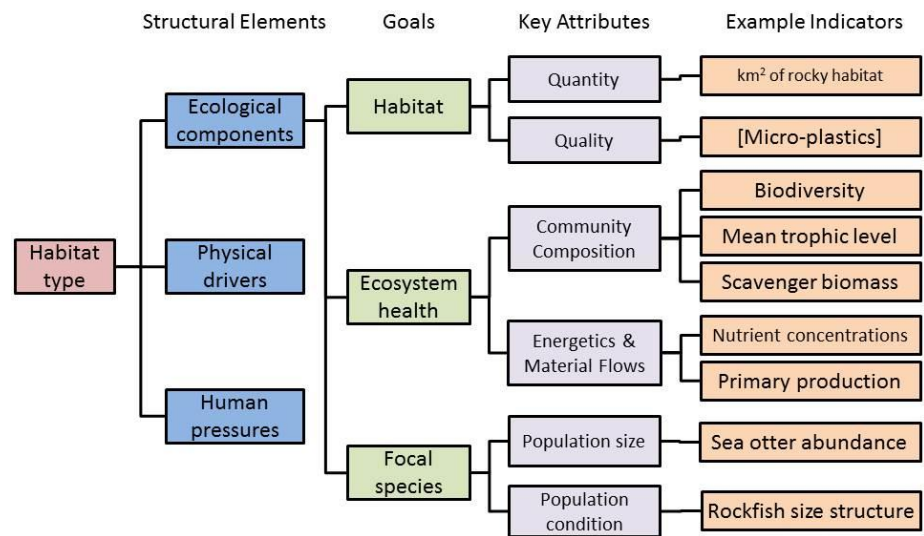 Structural Elements
Goals
Key Attributes
Example Indicators
Habitat
type
Ecological
components
Physical
drivers
Human
pressures
Habitat
Ecosystem
health
Focal
species
Quantity
Quality
Community
Composition
Energetics &
Material Flows
Population size
Population
condition
km² of rocky habitat
[Micro-plastics]
Biodiversity
Mean trophic level
Scavenger biomass
Nutrient concentrations
Primary production
Sea otter abundance
Rockfish size structure